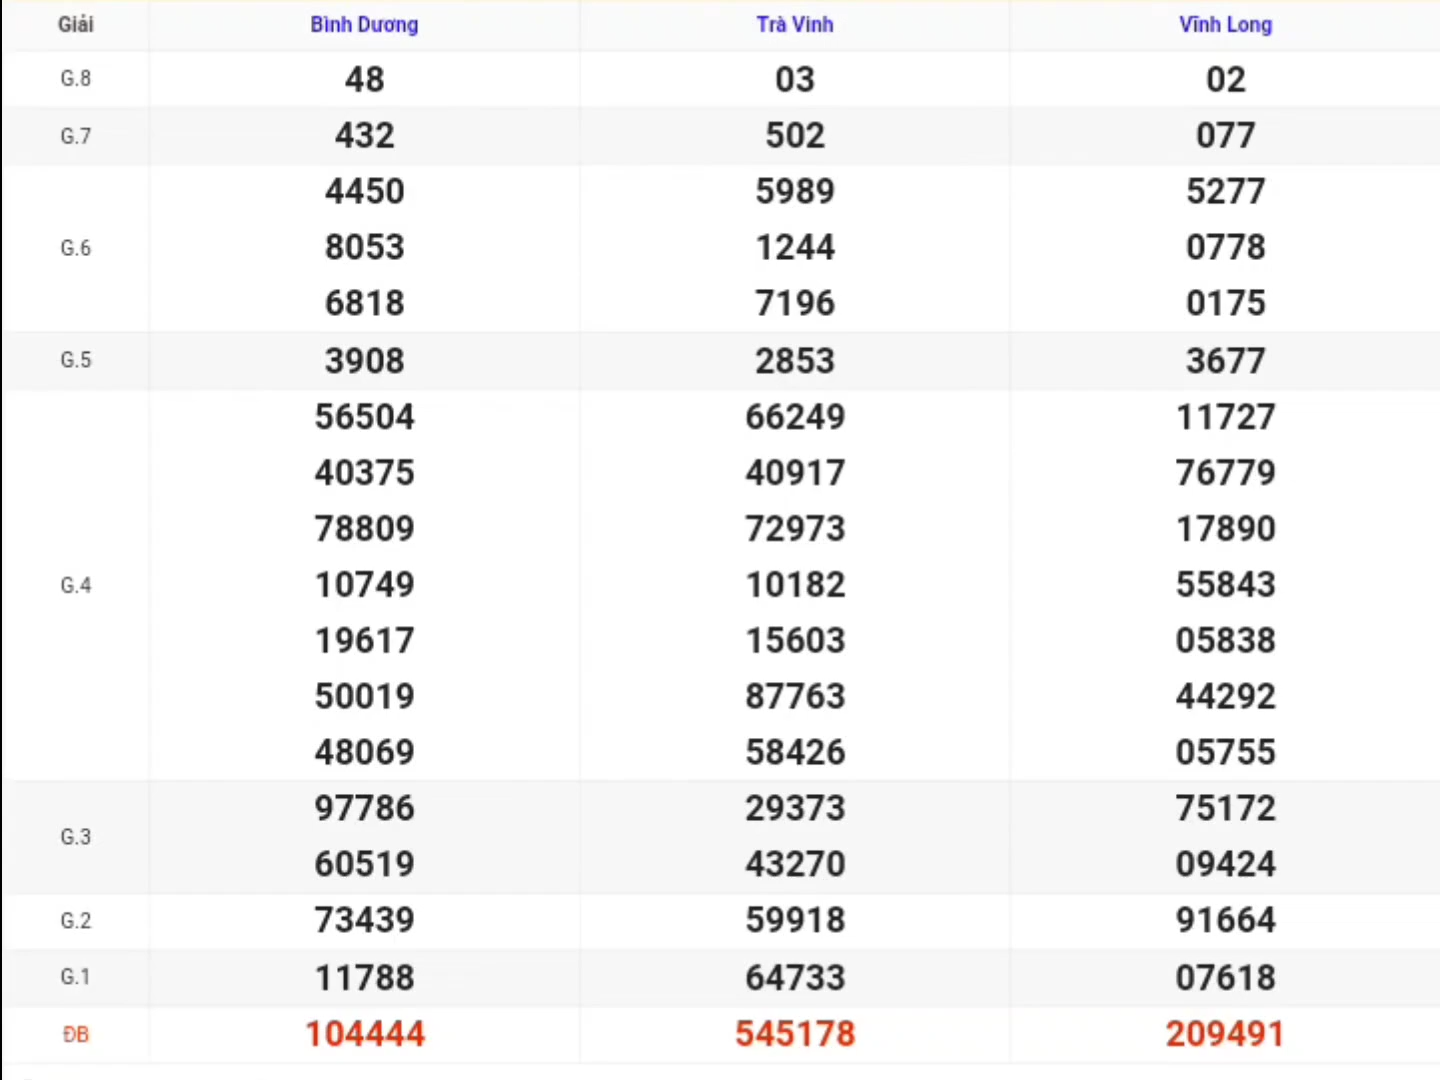 Giải Bình Dương Trà Vinh Vĩnh Long
G.8 48 03 02
G.7 432 502 077
4450 5989 5277
G.6 8053 1244 0778
6818 7196 0175
G.5 3908 2853 3677
56504 66249 11727
40375 40917 76779
78809 72973 17890
G.4 10749 10182 55843
19617 15603 05838
50019 87763 44292
48069 58426 05755
97786 29373 75172
G.3
60519 43270 09424
G.2 73439 59918 91664
G.1 11788 64733 07618
ĐB 104444 545178 209491